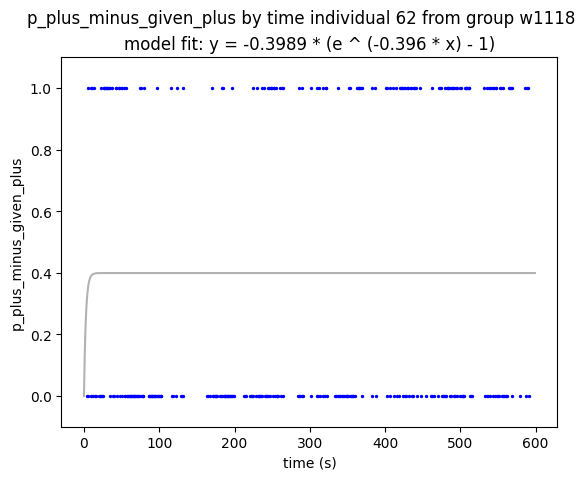 p_plus_minus_given_plus by time individual 62 from group w1118
model fit: y = -0.3989 * (e ^ (-0.396 * x) - 1)
p_plus_minus_given_plus
1.0
0.8
0.6
0.4
0.2
0.0
0 100 200 300 400 500 600
time (s)